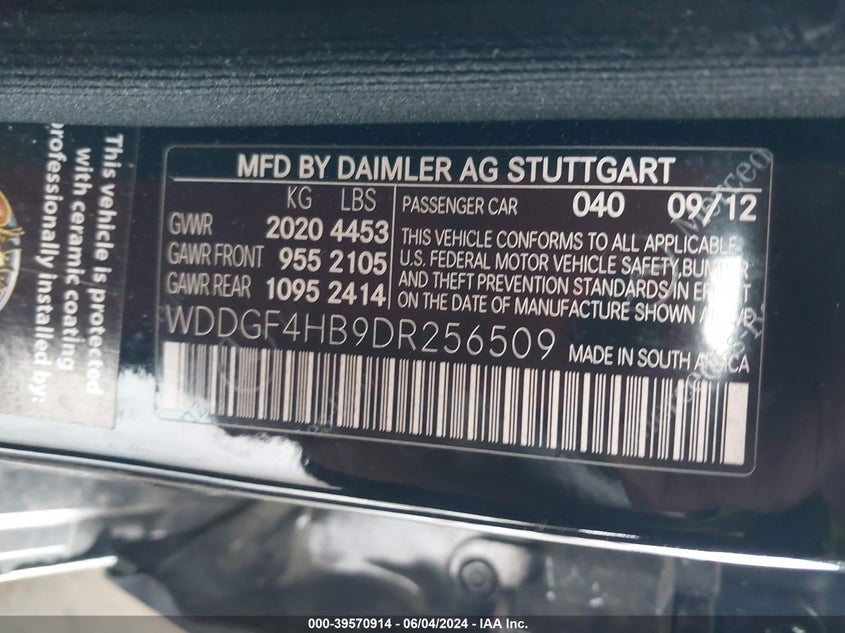 MFD BY DAIMLER AG STUTTGART
KG LBS
GWWR 2020 4453
GAWR FRONT 955 2105
GAWR REAR 1095 2414
PASSENGER CAR 040 09/12
THIS VEHICLE CONFORMS TO ALL APPLICABLE
U.S. FEDERAL MOTOR VEHICLE SAFETY, BUMPER
AND THEFT PREVENTION STANDARDS IN EFFECT
ON THE DATE OF MANUFACTURE SHOWN ABOVE
WDDGF4HB9DR256509
MADE IN SOUTH AFRICA
This vehicle is protected
with ceramic coating
professionally installed by:
000-39570914 - 06/04/2024 - IAA Inc.